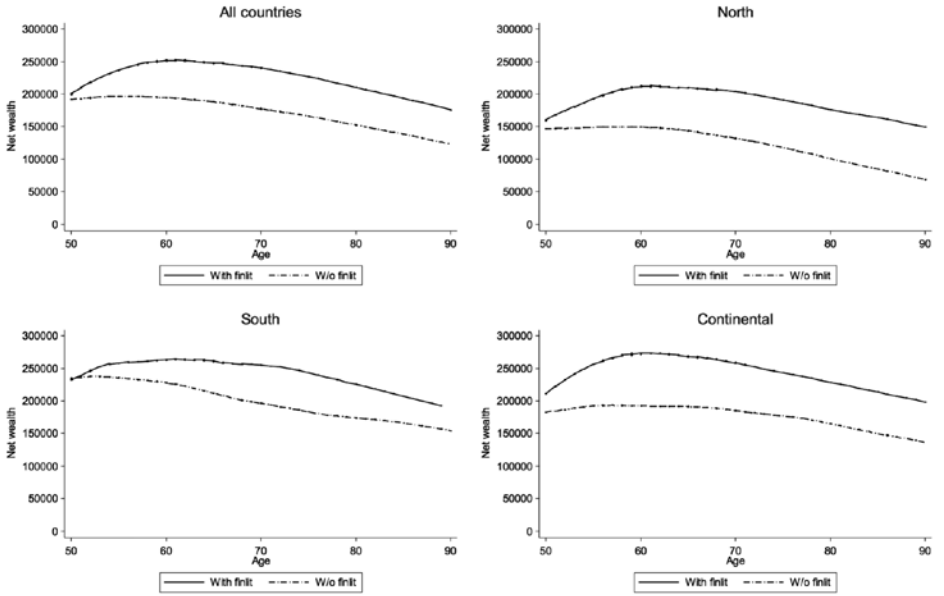 All countries
300000
250000
200000
150000
100000
50000
0
Net wealth
50 60 70 80 90
Age
With finlit W/o finlit
North
300000
250000
200000
150000
100000
50000
0
Net wealth
50 60 70 80 90
Age
With finlit W/o finlit
South
300000
250000
200000
150000
100000
50000
0
Net wealth
50 60 70 80 90
Age
With finlit W/o finlit
Continental
300000
250000
200000
150000
100000
50000
0
Net wealth
50 60 70 80 90
Age
With finlit W/o finlit